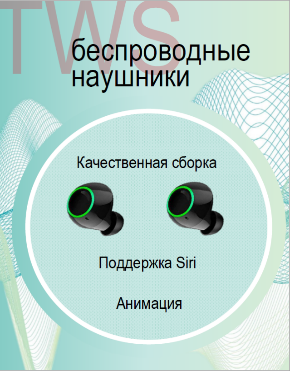 TWS
беспроводные
наушники
Качественная сборка
Поддержка Siri
Анимация